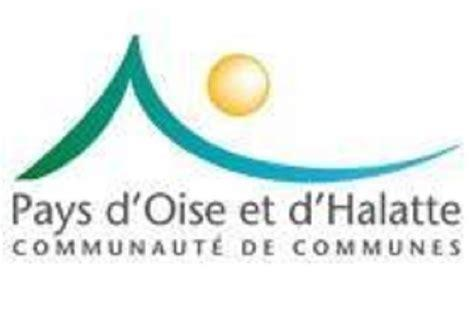 Pays d'Oise et d'Halatte
COMMUNAUTÉ DE COMMUNES